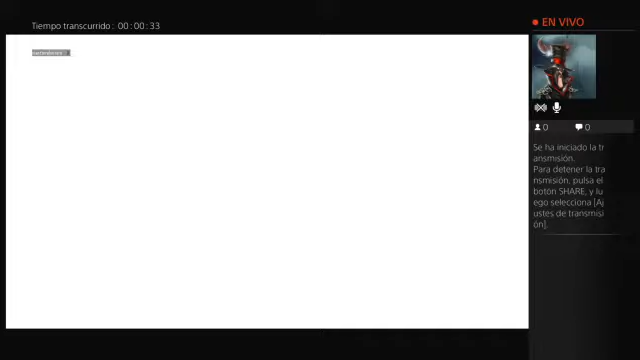 Tiempo transcurrido: 00:00:33
EN VIVO
0
0
Se ha iniciado la tr
ansmisión.
Para detener la tra
nsmisión, pulsa el
botón SHARE, y lu
ego selecciona [Aj
ustes de transmisi
ón].